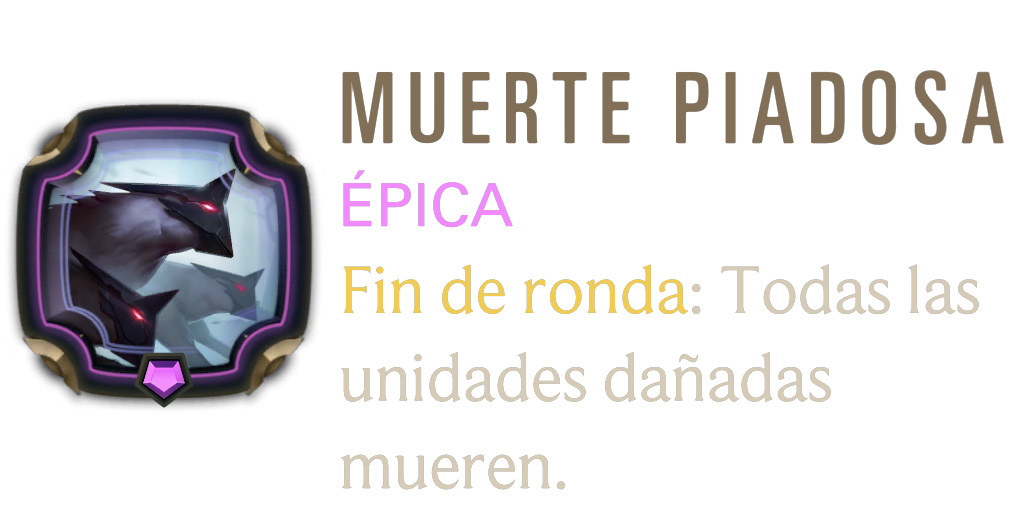 MUERTE PIADOSA
ÉPICA
Fin de ronda: Todas las
unidades dañadas
mueren.